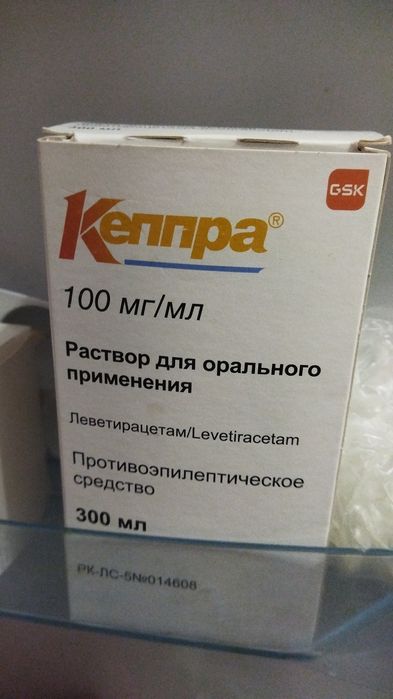 GSK
Кеппра®
100 мг/мл
Раствор для орального
применения
Леветирацетам/Levetiracetam
Противоэпилептическое
средство
300 мл
РК-ЛС-5№014608